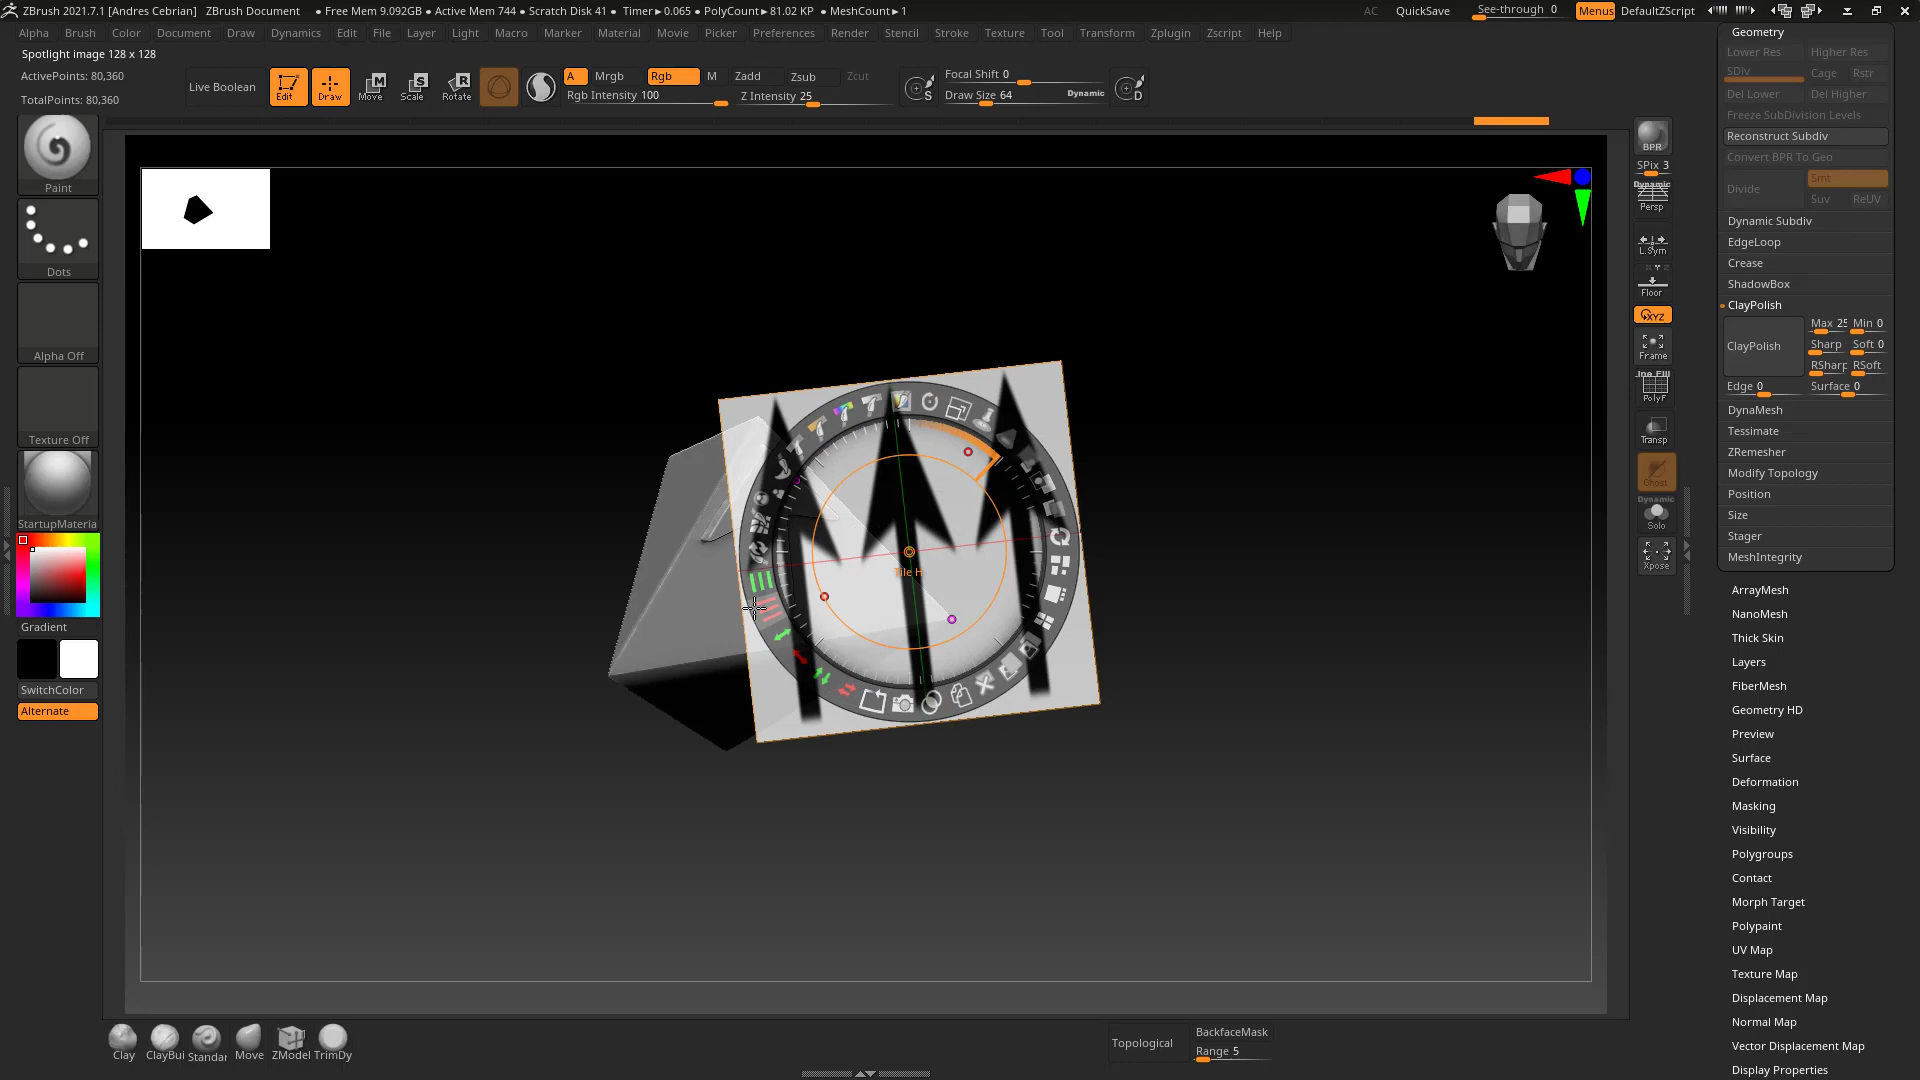 ZBrush 2021.7.1 [Andres Cebrian] ZBrush Document • Free Mem 9.092GB • Active Mem 744 • Scratch Disk 41 • Timer▸0.065 • PolyCount▸81.02 KP • MeshCount▸1 AC QuickSave See-through 0 Menus DefaultZScript
Alpha Brush Color Document Draw Dynamics Edit File Layer Light Macro Marker Material Movie Picker Preferences Render Stencil Stroke Texture Tool Transform Zplugin Zscript Help
Spotlight image 128 x 128
ActivePoints: 80,360
TotalPoints: 80,360
Live Boolean
Edit
Draw
Move
Scale
Rotate
A Mrgb Rgb M Zadd Zsub Zcut
Rgb Intensity 100 Z Intensity 25
S
Focal Shift 0
Draw Size 64 Dynamic
D
Paint
Dots
Alpha Off
Texture Off
StartupMateria
Gradient
SwitchColor
Alternate
Tile H
BPR
SPix 3
Dynamic
Persp
L.Sym
Floor
XYZ
Frame
Line Fill
PolyF
Transp
Ghost
Dynamic
Solo
Xpose
Geometry
Lower Res Higher Res
SDiv Cage Rstr
Del Lower Del Higher
Freeze SubDivision Levels
Reconstruct Subdiv
Convert BPR To Geo
Divide Smt
Suv ReUV
Dynamic Subdiv
EdgeLoop
Crease
ShadowBox
ClayPolish
ClayPolish Max 25 Min 0
Sharp Soft 0
RSharp RSoft
Edge 0 Surface 0
DynaMesh
Tessimate
ZRemesher
Modify Topology
Position
Size
Stager
MeshIntegrity
ArrayMesh
NanoMesh
Thick Skin
Layers
FiberMesh
Geometry HD
Preview
Surface
Deformation
Masking
Visibility
Polygroups
Contact
Morph Target
Polypaint
UV Map
Texture Map
Displacement Map
Normal Map
Vector Displacement Map
Display Properties
Clay ClayBui Standar Move ZModel TrimDy
Topological
BackfaceMask
Range 5